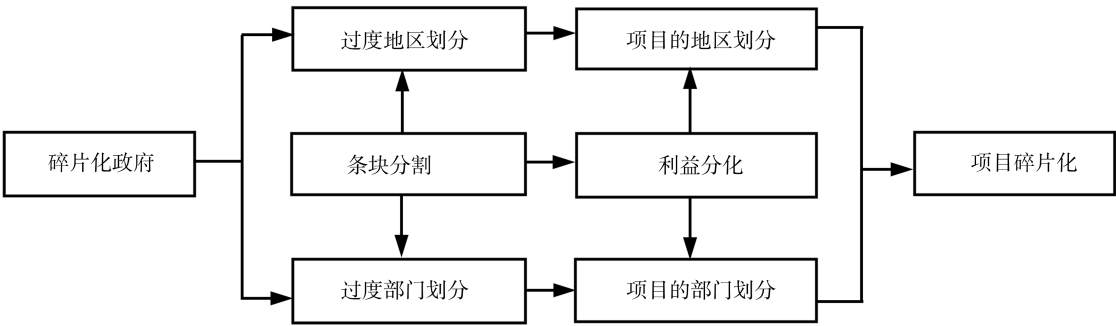 过度地区划分
项目的地区划分
碎片化政府
条块分割
利益分化
项目碎片化
过度部门划分
项目的部门划分